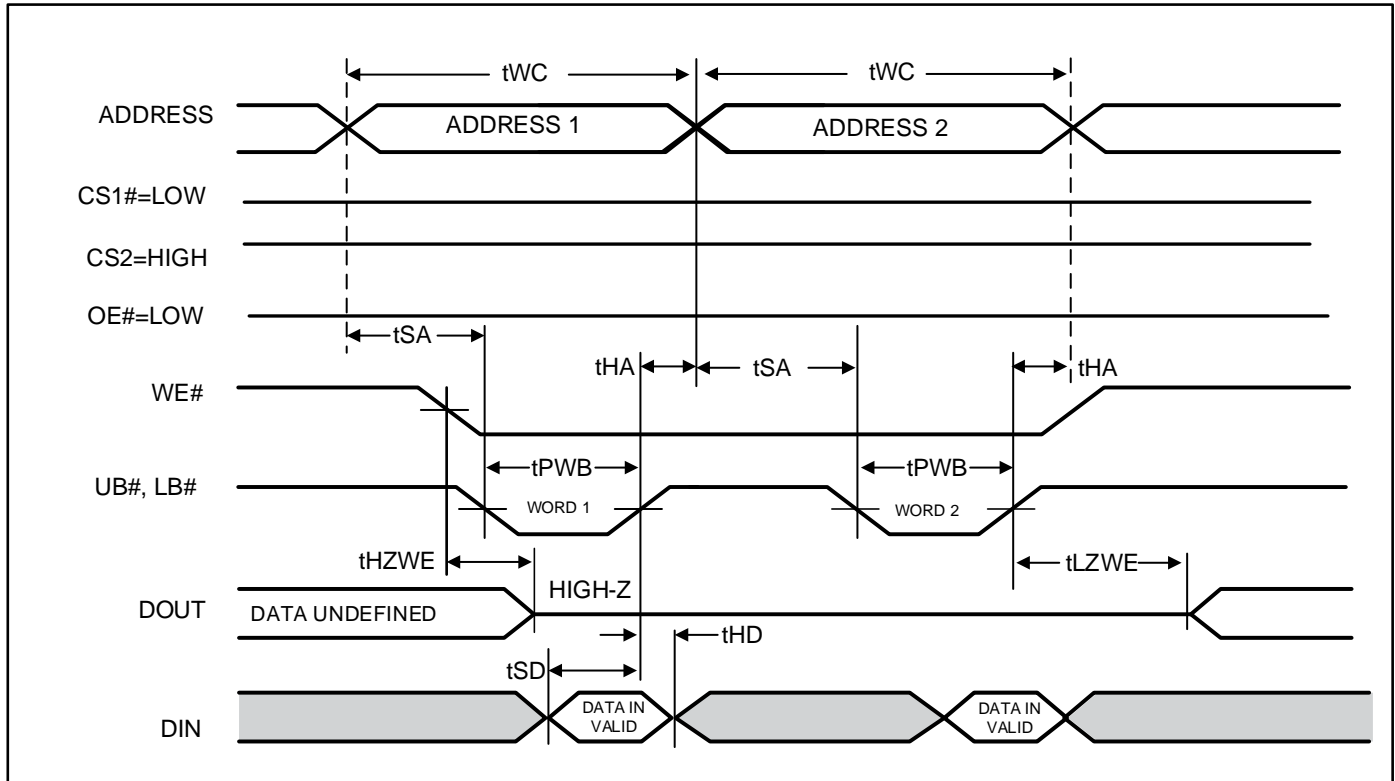 tWC tWC
ADDRESS ADDRESS 1 ADDRESS 2
CS1#=LOW
CS2=HIGH
OE#=LOW
tSA
tHA tSA tHA
WE#
tPWB tPWB
UB#, LB# WORD 1 WORD 2
tHZWE tLZWE
HIGH-Z
DOUT DATA UNDEFINED
tHD
tSD
DIN DATA IN VALID DATA IN VALID